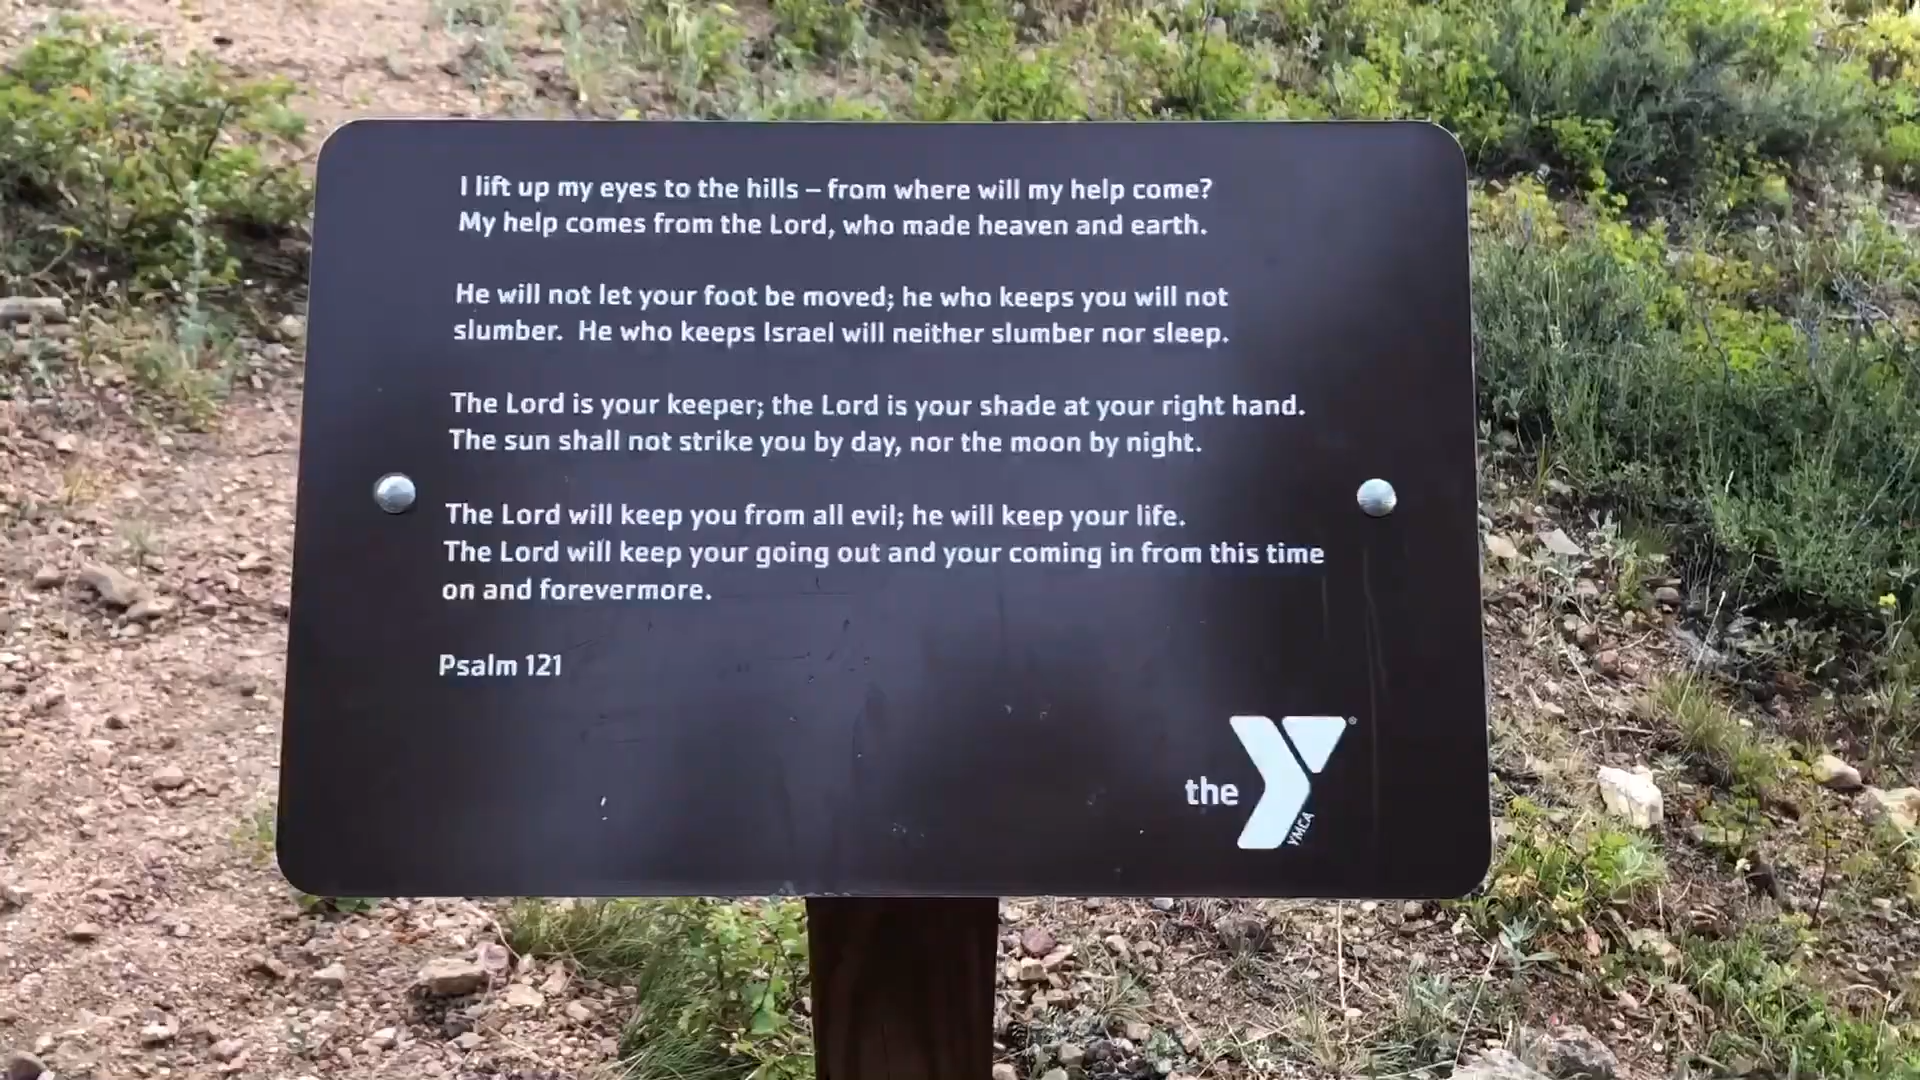 I lift up my eyes to the hills – from where will my help come?
My help comes from the Lord, who made heaven and earth.
He will not let your foot be moved; he who keeps you will not
slumber.  He who keeps Israel will neither slumber nor sleep.
The Lord is your keeper; the Lord is your shade at your right hand.
The sun shall not strike you by day, nor the moon by night.
The Lord will keep you from all evil; he will keep your life.
The Lord will keep your going out and your coming in from this time
on and forevermore.
Psalm 121
the Y®
YMCA